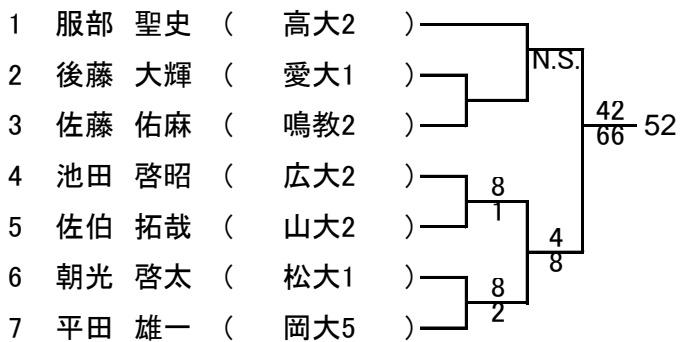 1 服部 聖史 ( 高大2 )
N.S.
2 後藤 大輝 ( 愛大1 )
42
3 佐藤 佑麻 ( 鳴教2 ) 52
66
4 池田 啓昭 ( 広大2 )
8
1
5 佐伯 拓哉 ( 山大2 )
4
8
6 朝光 啓太 ( 松大1 )
8
2
7 平田 雄一 ( 岡大5 )